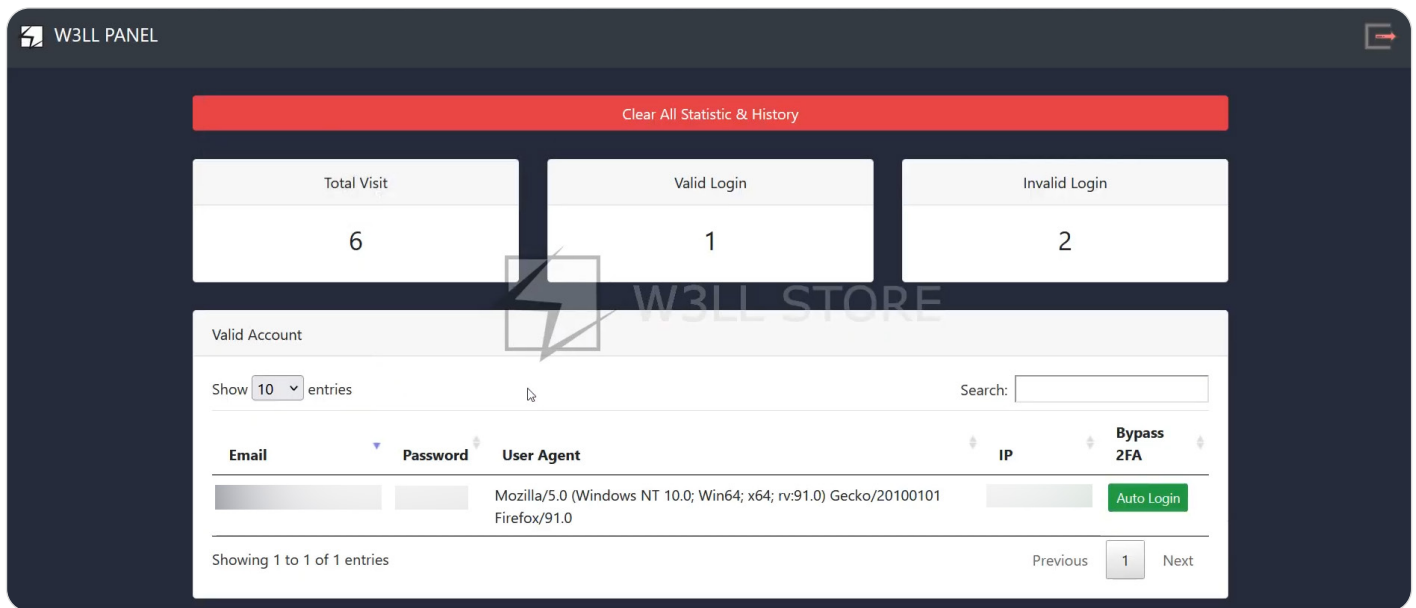 W3LL PANEL
Clear All Statistic & History
Total Visit
Valid Login
Invalid Login
6
1
2
W3LL STORE
Valid Account
Show 10 entries
Search:
Email
Password
User Agent
IP
Bypass
2FA
Mozilla/5.0 (Windows NT 10.0; Win64; x64; rv:91.0) Gecko/20100101
Firefox/91.0
Auto Login
Showing 1 to 1 of 1 entries
Previous
1
Next